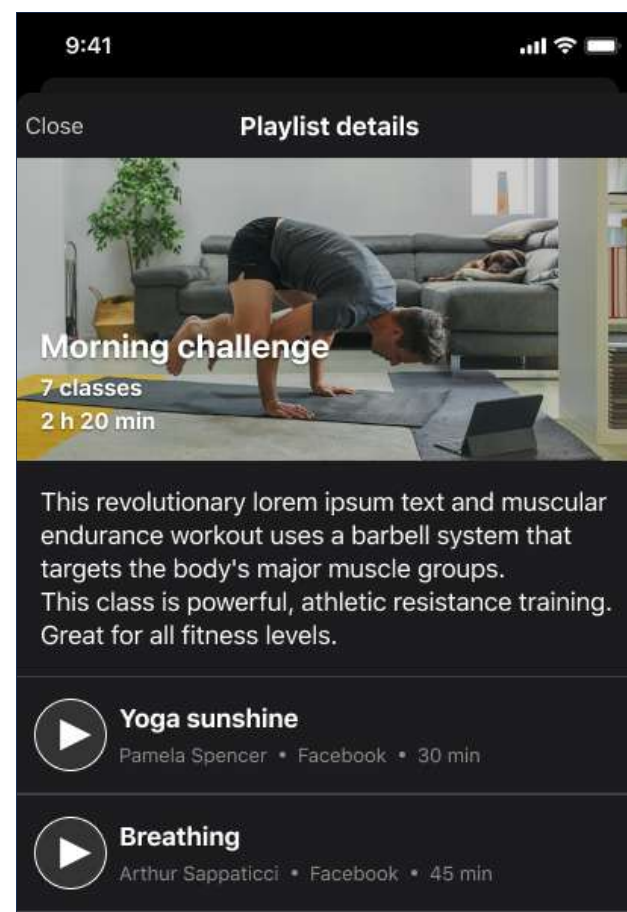 9:41
Close
Playlist details
Morning challenge
7 classes
2 h 20 min
This revolutionary lorem ipsum text and muscular
endurance workout uses a barbell system that
targets the body's major muscle groups.
This class is powerful, athletic resistance training.
Great for all fitness levels.
Yoga sunshine
Pamela Spencer • Facebook • 30 min
Breathing
Arthur Sappaticci • Facebook • 45 min